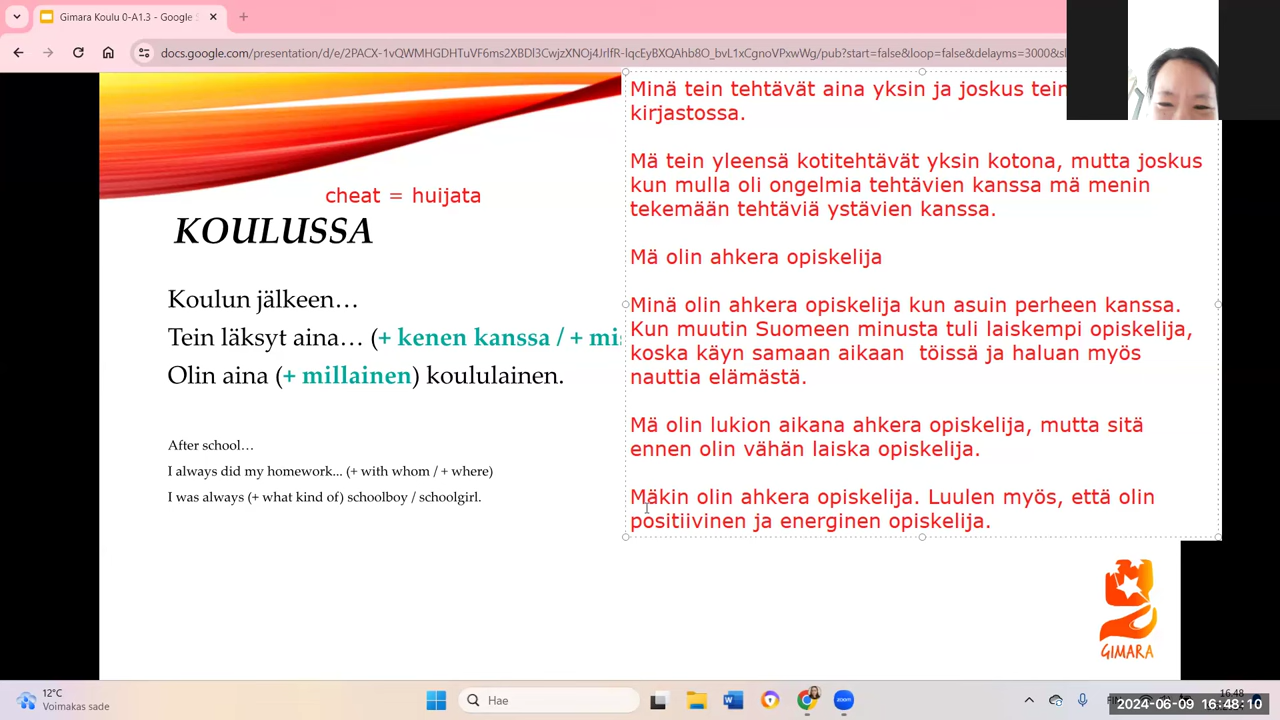 Gimara Koulu 0-A1.3 - Google S
docs.google.com/presentation/d/e/2PACX-1vQWMHGDHTuVF6ms2XBDl3CwjzXNOj4JrlfR-lqcEyBXQAhb8O_bvL1xCgnoVPxwWg/pub?start=false&loop=false&delayms=3000&sl
Minä tein tehtävät aina yksin ja joskus tein
kirjastossa.
Mä tein yleensä kotitehtävät yksin kotona, mutta joskus
kun mulla oli ongelmia tehtävien kanssa mä menin
tekemään tehtäviä ystävien kanssa.
Mä olin ahkera opiskelija
Minä olin ahkera opiskelija kun asuin perheen kanssa.
Kun muutin Suomeen minusta tuli laiskempi opiskelija,
koska käyn samaan aikaan töissä ja haluan myös
nauttia elämästä.
Mä olin lukion aikana ahkera opiskelija, mutta sitä
ennen olin vähän laiska opiskelija.
Mäkin olin ahkera opiskelija. Luulen myös, että olin
positiivinen ja energinen opiskelija.
cheat = huijata
KOULUSSA
Koulun jälkeen…
Tein läksyt aina… (+ kenen kanssa / + mi
Olin aina (+ millainen) koululainen.
After school…
I always did my homework... (+ with whom / + where)
I was always (+ what kind of) schoolboy / schoolgirl.
GIMARA
12°C
Voimakas sade
Hae
zoom
16.48
2024-06-09 16:48:10